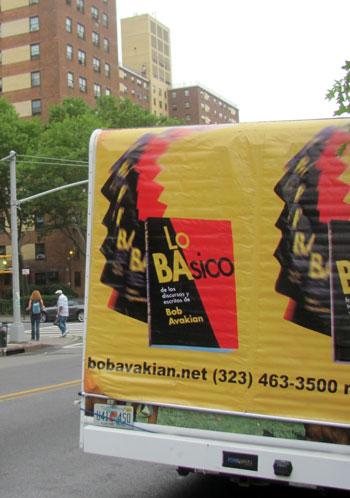 Lo
BAsico
de los
discursos y
escritos de
Bob
Avakian
bobavakian.net (323) 463-3500